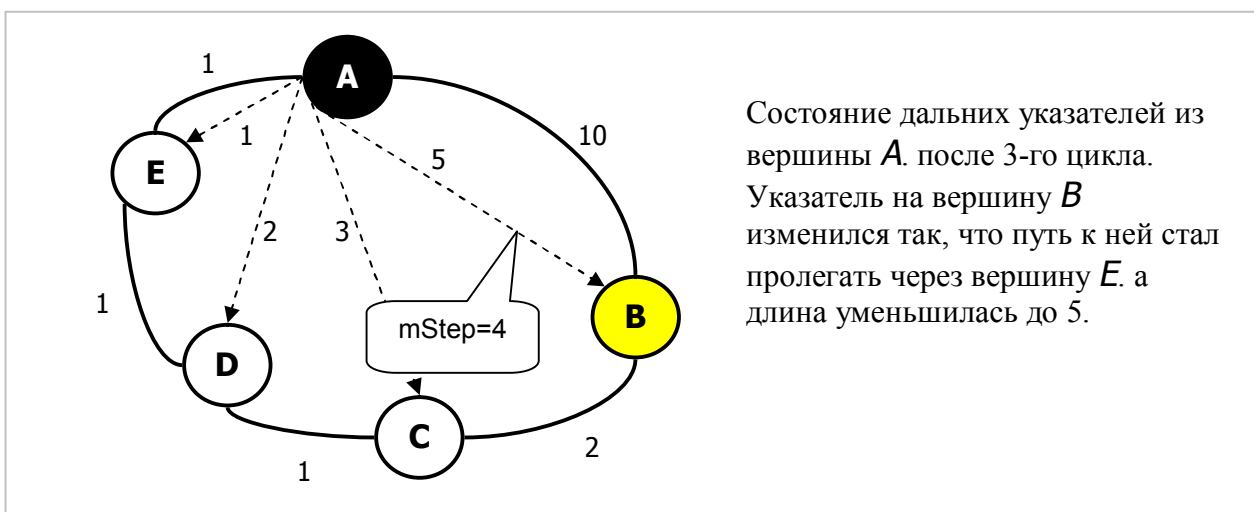 1
A
10
E
1
5
2
3
1
mStep=4
B
D
C
1
2
Состояние дальних указателей из
вершины A. после 3-го цикла.
Указатель на вершину B
изменился так, что путь к ней стал
пролегать через вершину E. а
длина уменьшилась до 5.